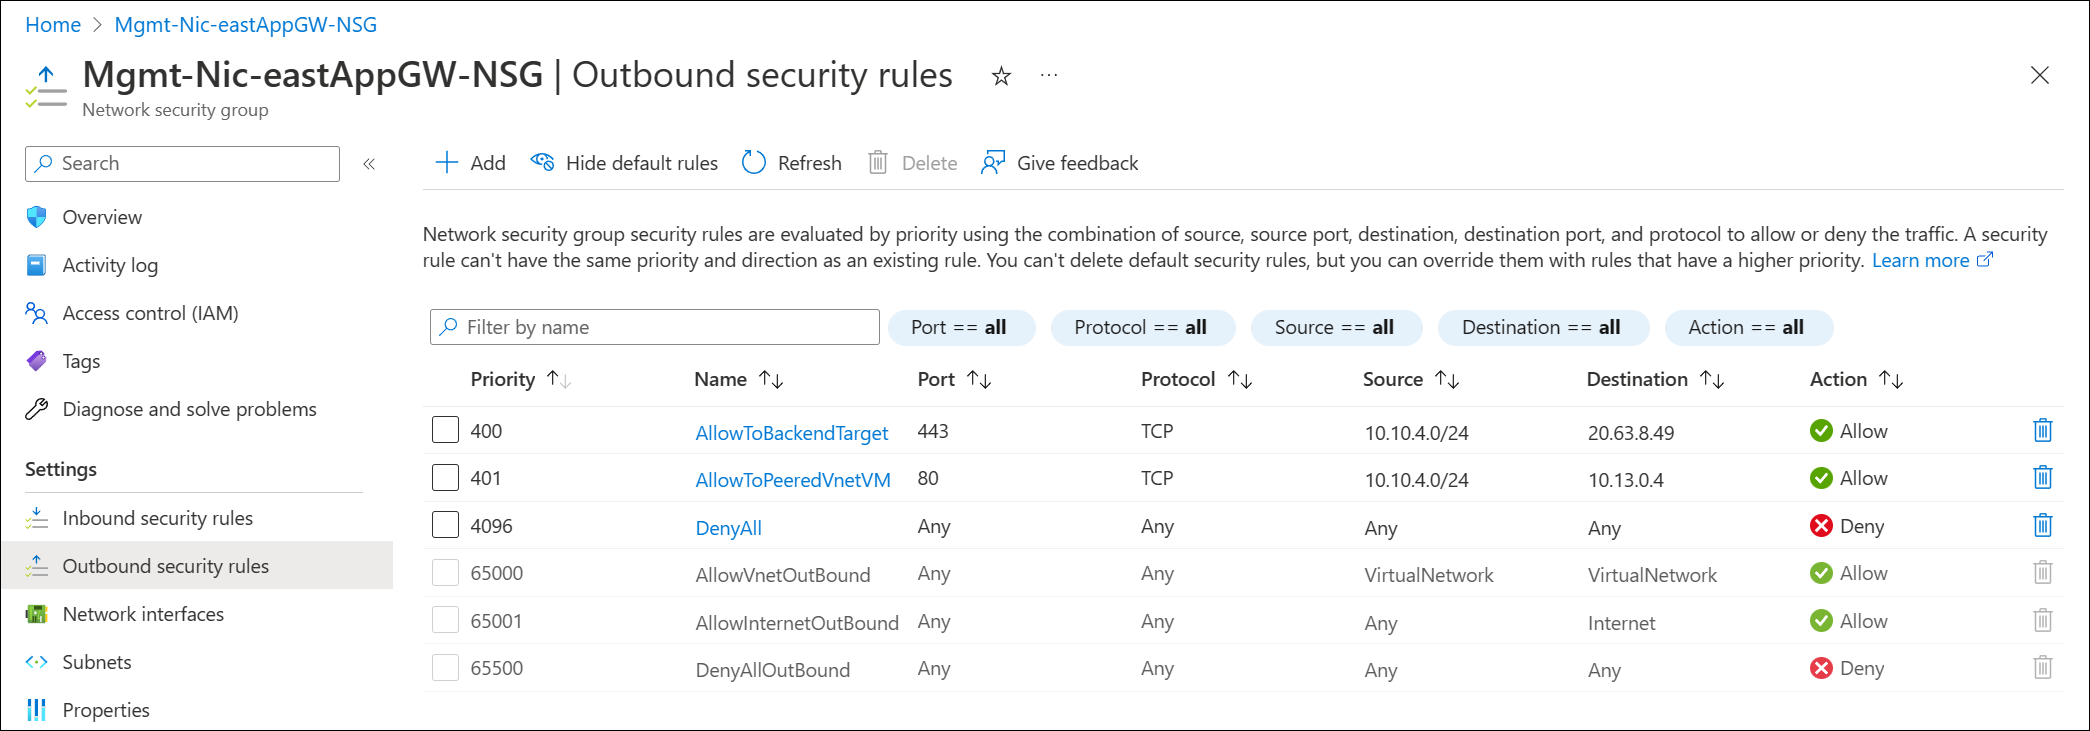 Home > Mgmt-Nic-eastAppGW-NSG
Mgmt-Nic-eastAppGW-NSG | Outbound security rules
Network security group
Search
Overview
Activity log
Access control (IAM)
Tags
Diagnose and solve problems
Settings
Inbound security rules
Outbound security rules
Network interfaces
Subnets
Properties
Add Hide default rules Refresh Delete Give feedback
Network security group security rules are evaluated by priority using the combination of source, source port, destination, destination port, and protocol to allow or deny the traffic. A security
rule can't have the same priority and direction as an existing rule. You can't delete default security rules, but you can override them with rules that have a higher priority. Learn more
Filter by name Port == all Protocol == all Source == all Destination == all Action == all
Priority Name Port Protocol Source Destination Action
400 AllowToBackendTarget 443 TCP 10.10.4.0/24 20.63.8.49 Allow
401 AllowToPeeredVnetVM 80 TCP 10.10.4.0/24 10.13.0.4 Allow
4096 DenyAll Any Any Any Any Deny
65000 AllowVnetOutBound Any Any VirtualNetwork VirtualNetwork Allow
65001 AllowInternetOutBound Any Any Any Internet Allow
65500 DenyAllOutBound Any Any Any Any Deny